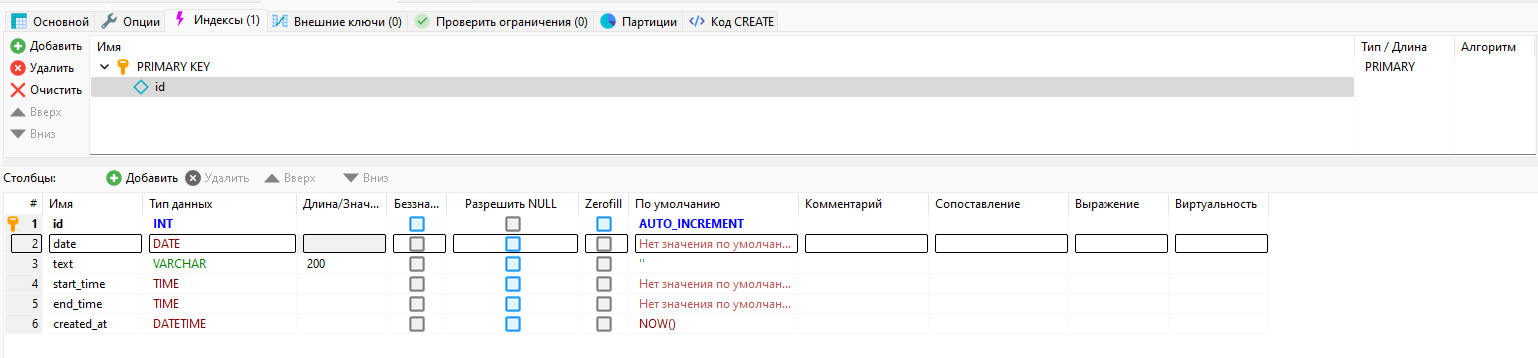 Основной Опции Индексы (1) Внешние ключи (0) Проверить ограничения (0) Партиции Код CREATE
Добавить
Удалить
Очистить
Вверх
Вниз
Имя Тип / Длина Алгоритм
PRIMARY KEY PRIMARY
id
Столбцы: Добавить Удалить Вверх Вниз
# Имя Тип данных Длина/Знач... Беззна... Разрешить NULL Zerofill По умолчанию Комментарий Сопоставление Выражение Виртуальность
1 id INT AUTO_INCREMENT
2 date DATE Нет значения по умолчан...
3 text VARCHAR 200 ''
4 start_time TIME Нет значения по умолчан...
5 end_time TIME Нет значения по умолчан...
6 created_at DATETIME NOW()